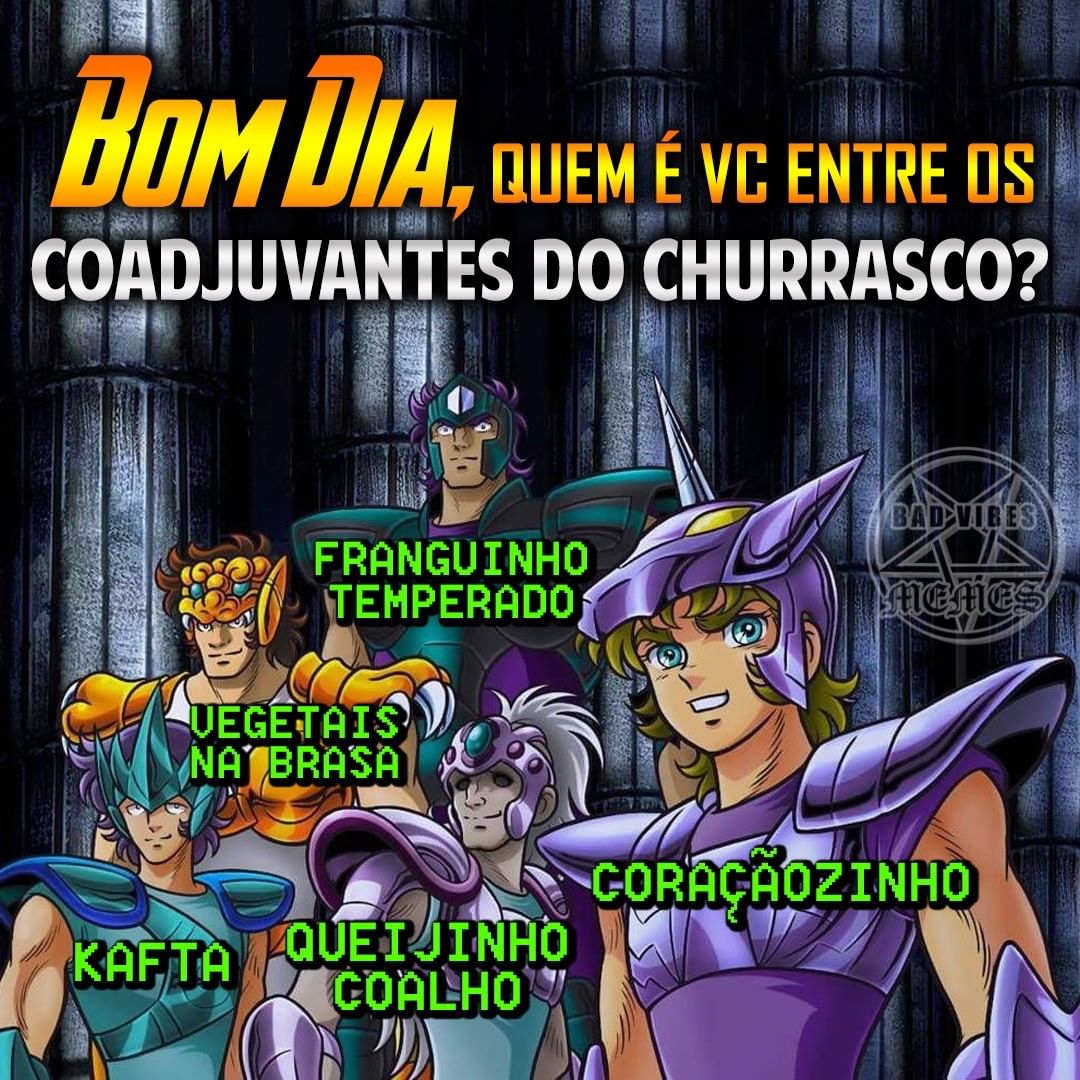 BOM DIA, QUEM É VC ENTRE OS
COADJUVANTES DO CHURRASCO?
BAD VIBES
MEMES
FRANGUINHO
TEMPERADO
VEGETAIS
NA BRASA
CORAÇÃOZINHO
KAFTA
QUEIJINHO
COALHO